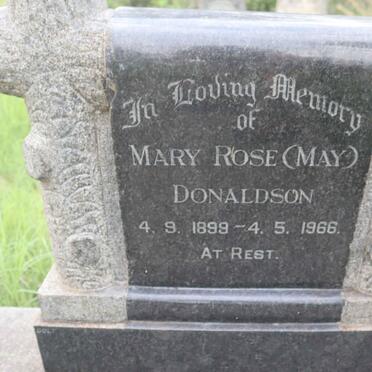 In Loving Memory
of
MARY ROSE (MAY)
DONALDSON
4. 9. 1899 – 4. 5. 1966.
AT REST.